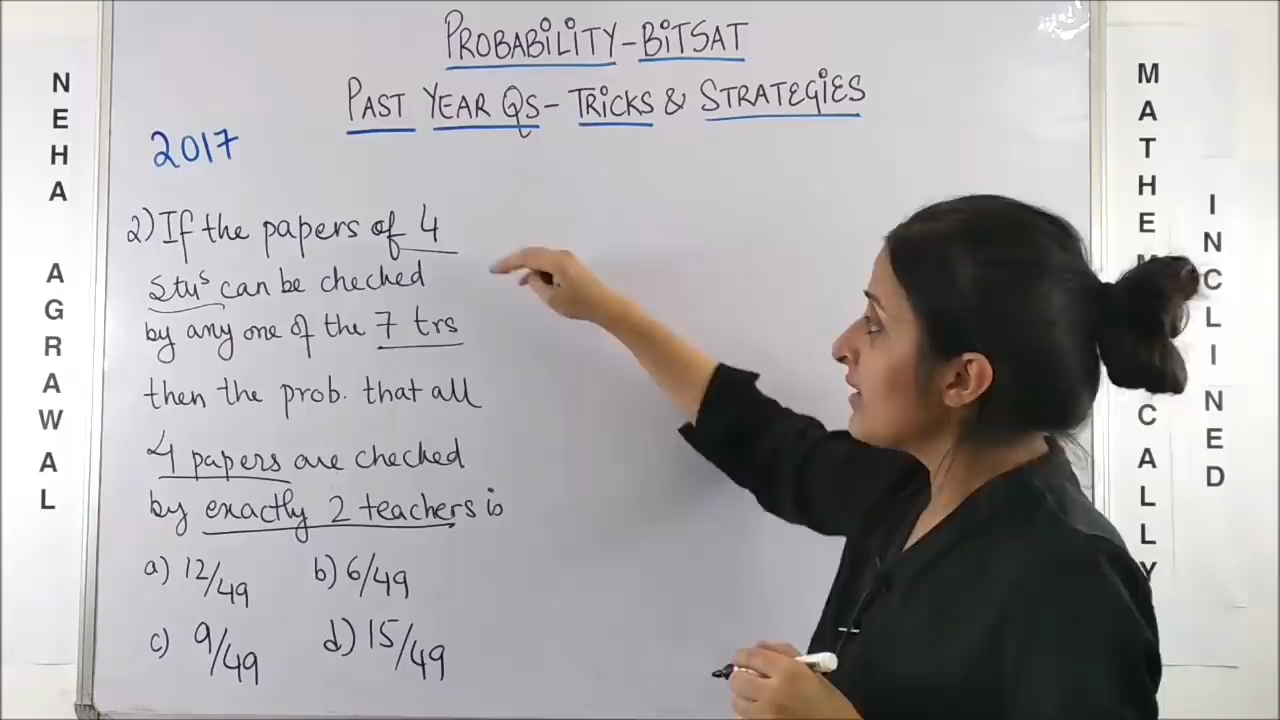 PROBABILITY-BITSAT
PAST YEAR QS- TRICKS & STRATEGIES
2017
2) If the papers of 4
Stuˢ can be checked
by any one of the 7 trs
then the prob. that all
4 papers are checked
by exactly 2 teachers is
a) 12/49 b) 6/49
c) 9/49 d) 15/49
NEHA AGRAWAL
MATHEMATICALLY
INCLINED